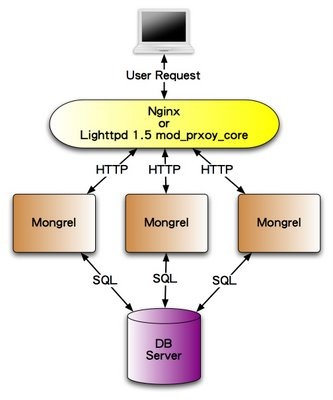 User Request
Nginx
or
Lighttpd 1.5 mod_prxoy_core
HTTP HTTP HTTP
Mongrel Mongrel Mongrel
SQL SQL SQL
DB
Server